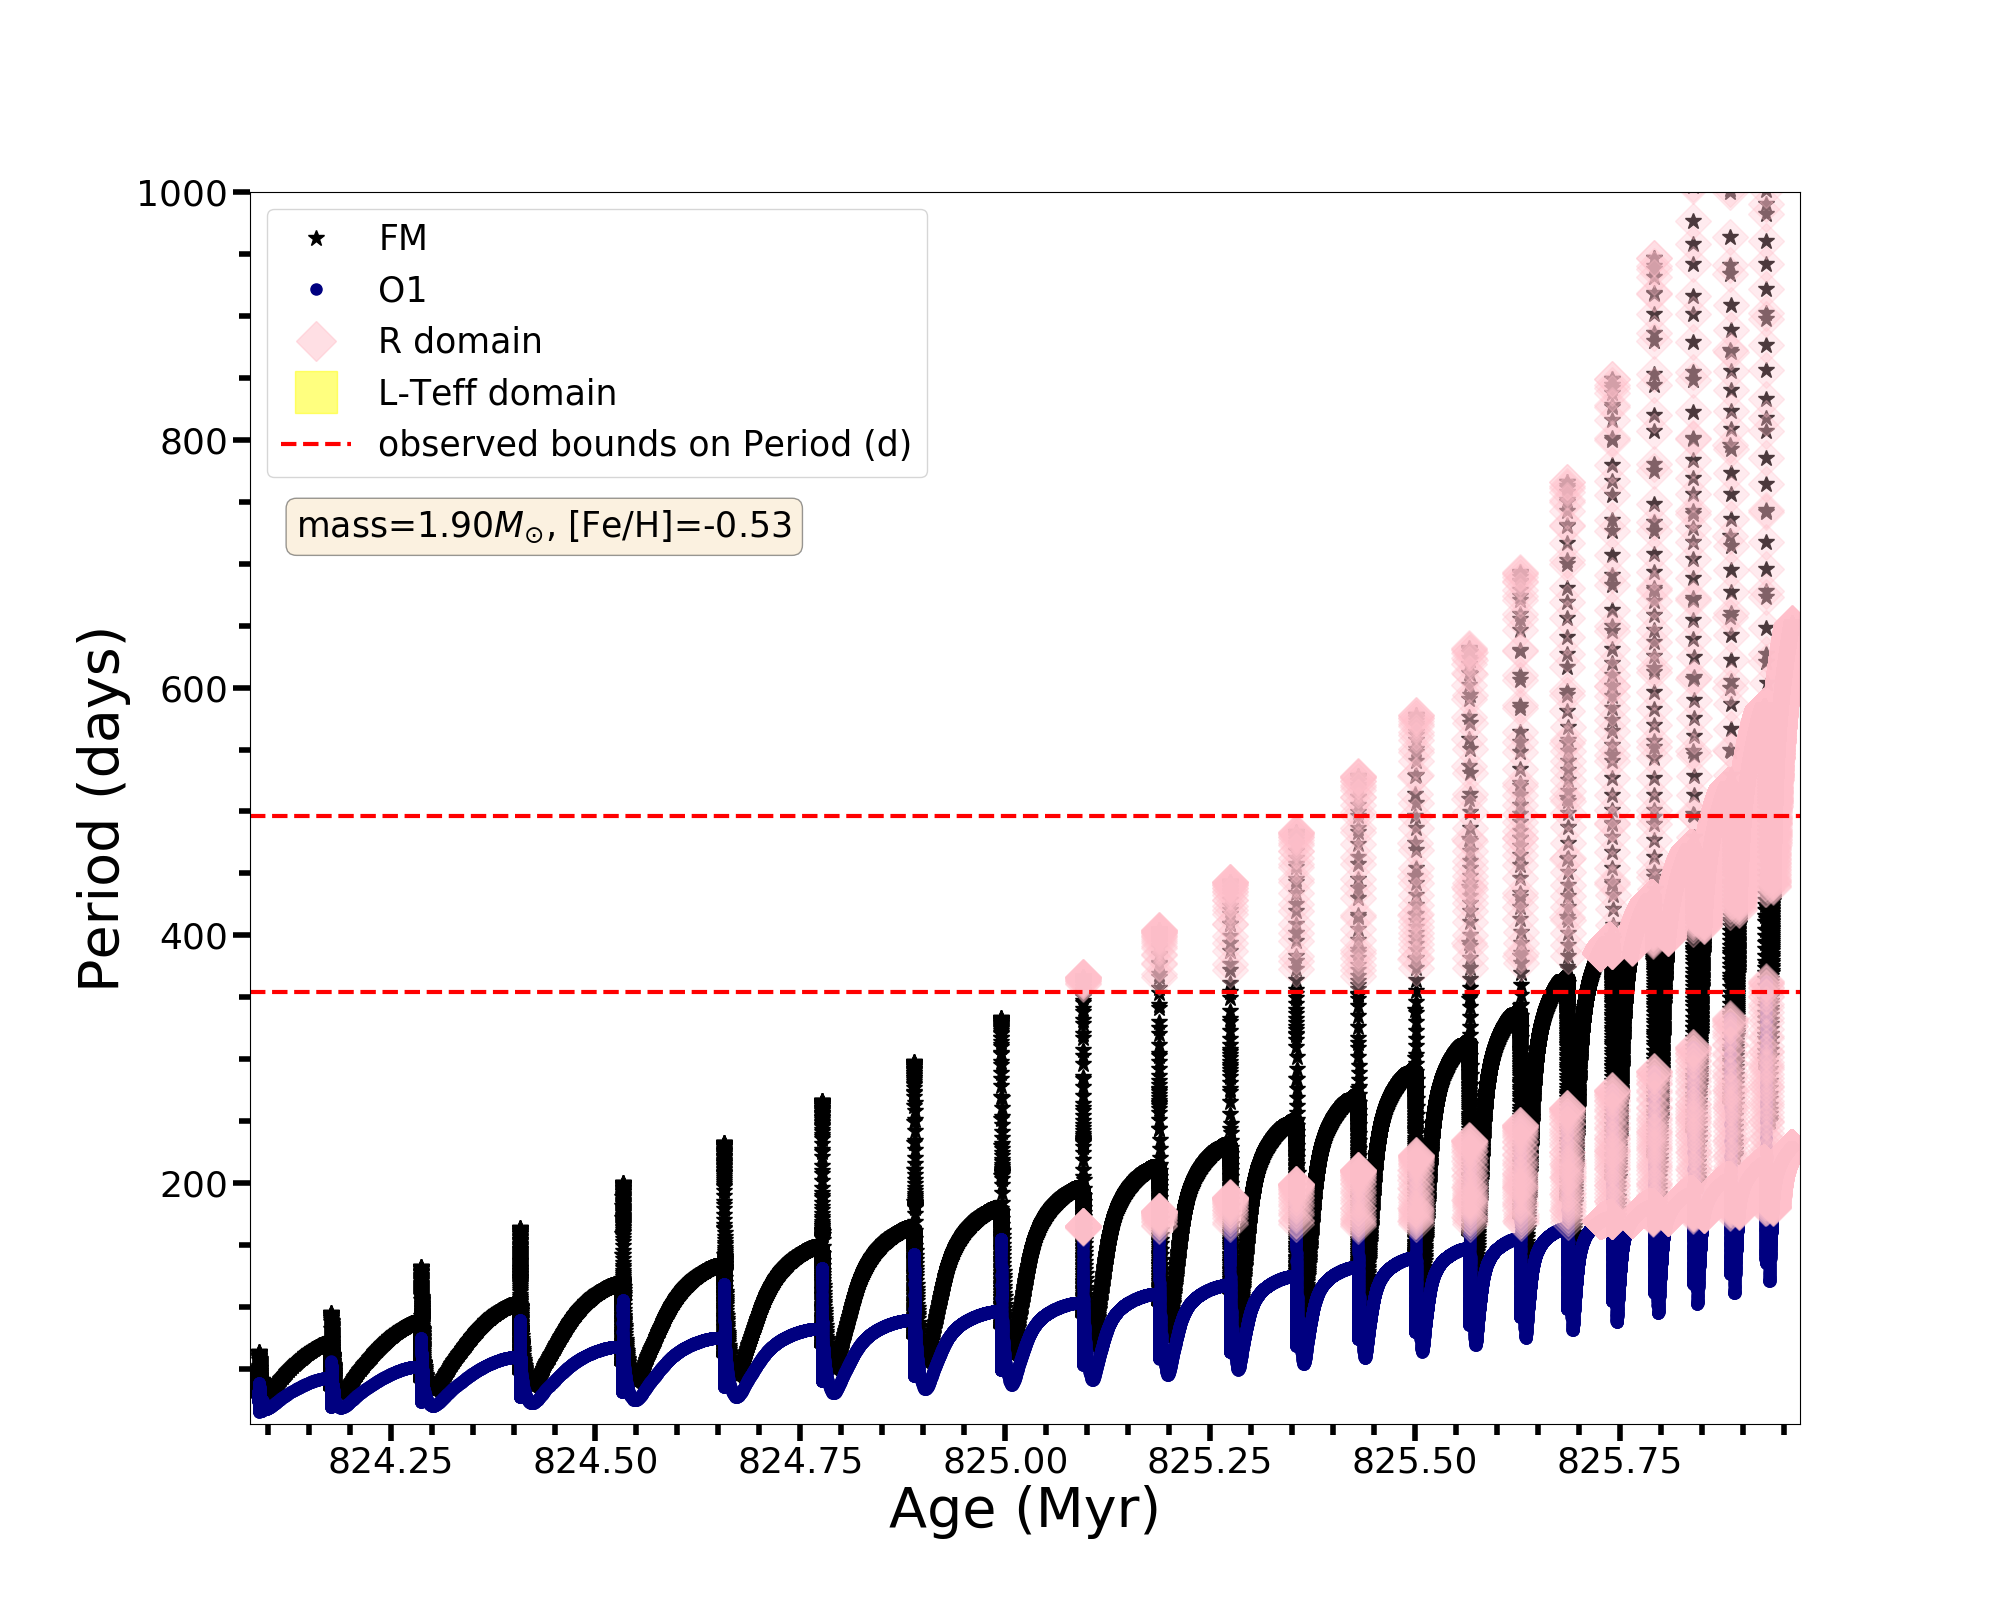 1000
800
600
400
200
Period (days)
FM
O1
R domain
L-Teff domain
observed bounds on Period (d)
mass=1.90M☉, [Fe/H]=-0.53
824.25 824.50 824.75 825.00 825.25 825.50 825.75
Age (Myr)